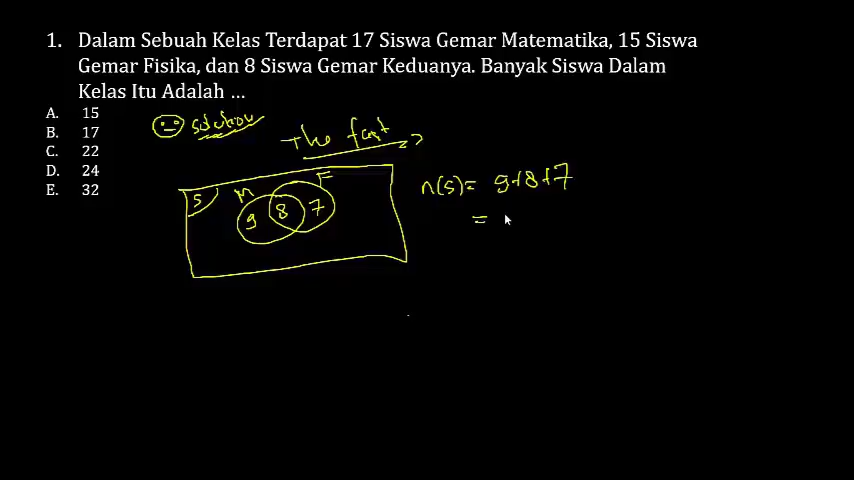 1. Dalam Sebuah Kelas Terdapat 17 Siswa Gemar Matematika, 15 Siswa
Gemar Fisika, dan 8 Siswa Gemar Keduanya. Banyak Siswa Dalam
Kelas Itu Adalah ...
A. 15
B. 17
C. 22
D. 24
E. 32
solution
The fact
S
M
F
9 8 7
n(s)= 9+8+7
=